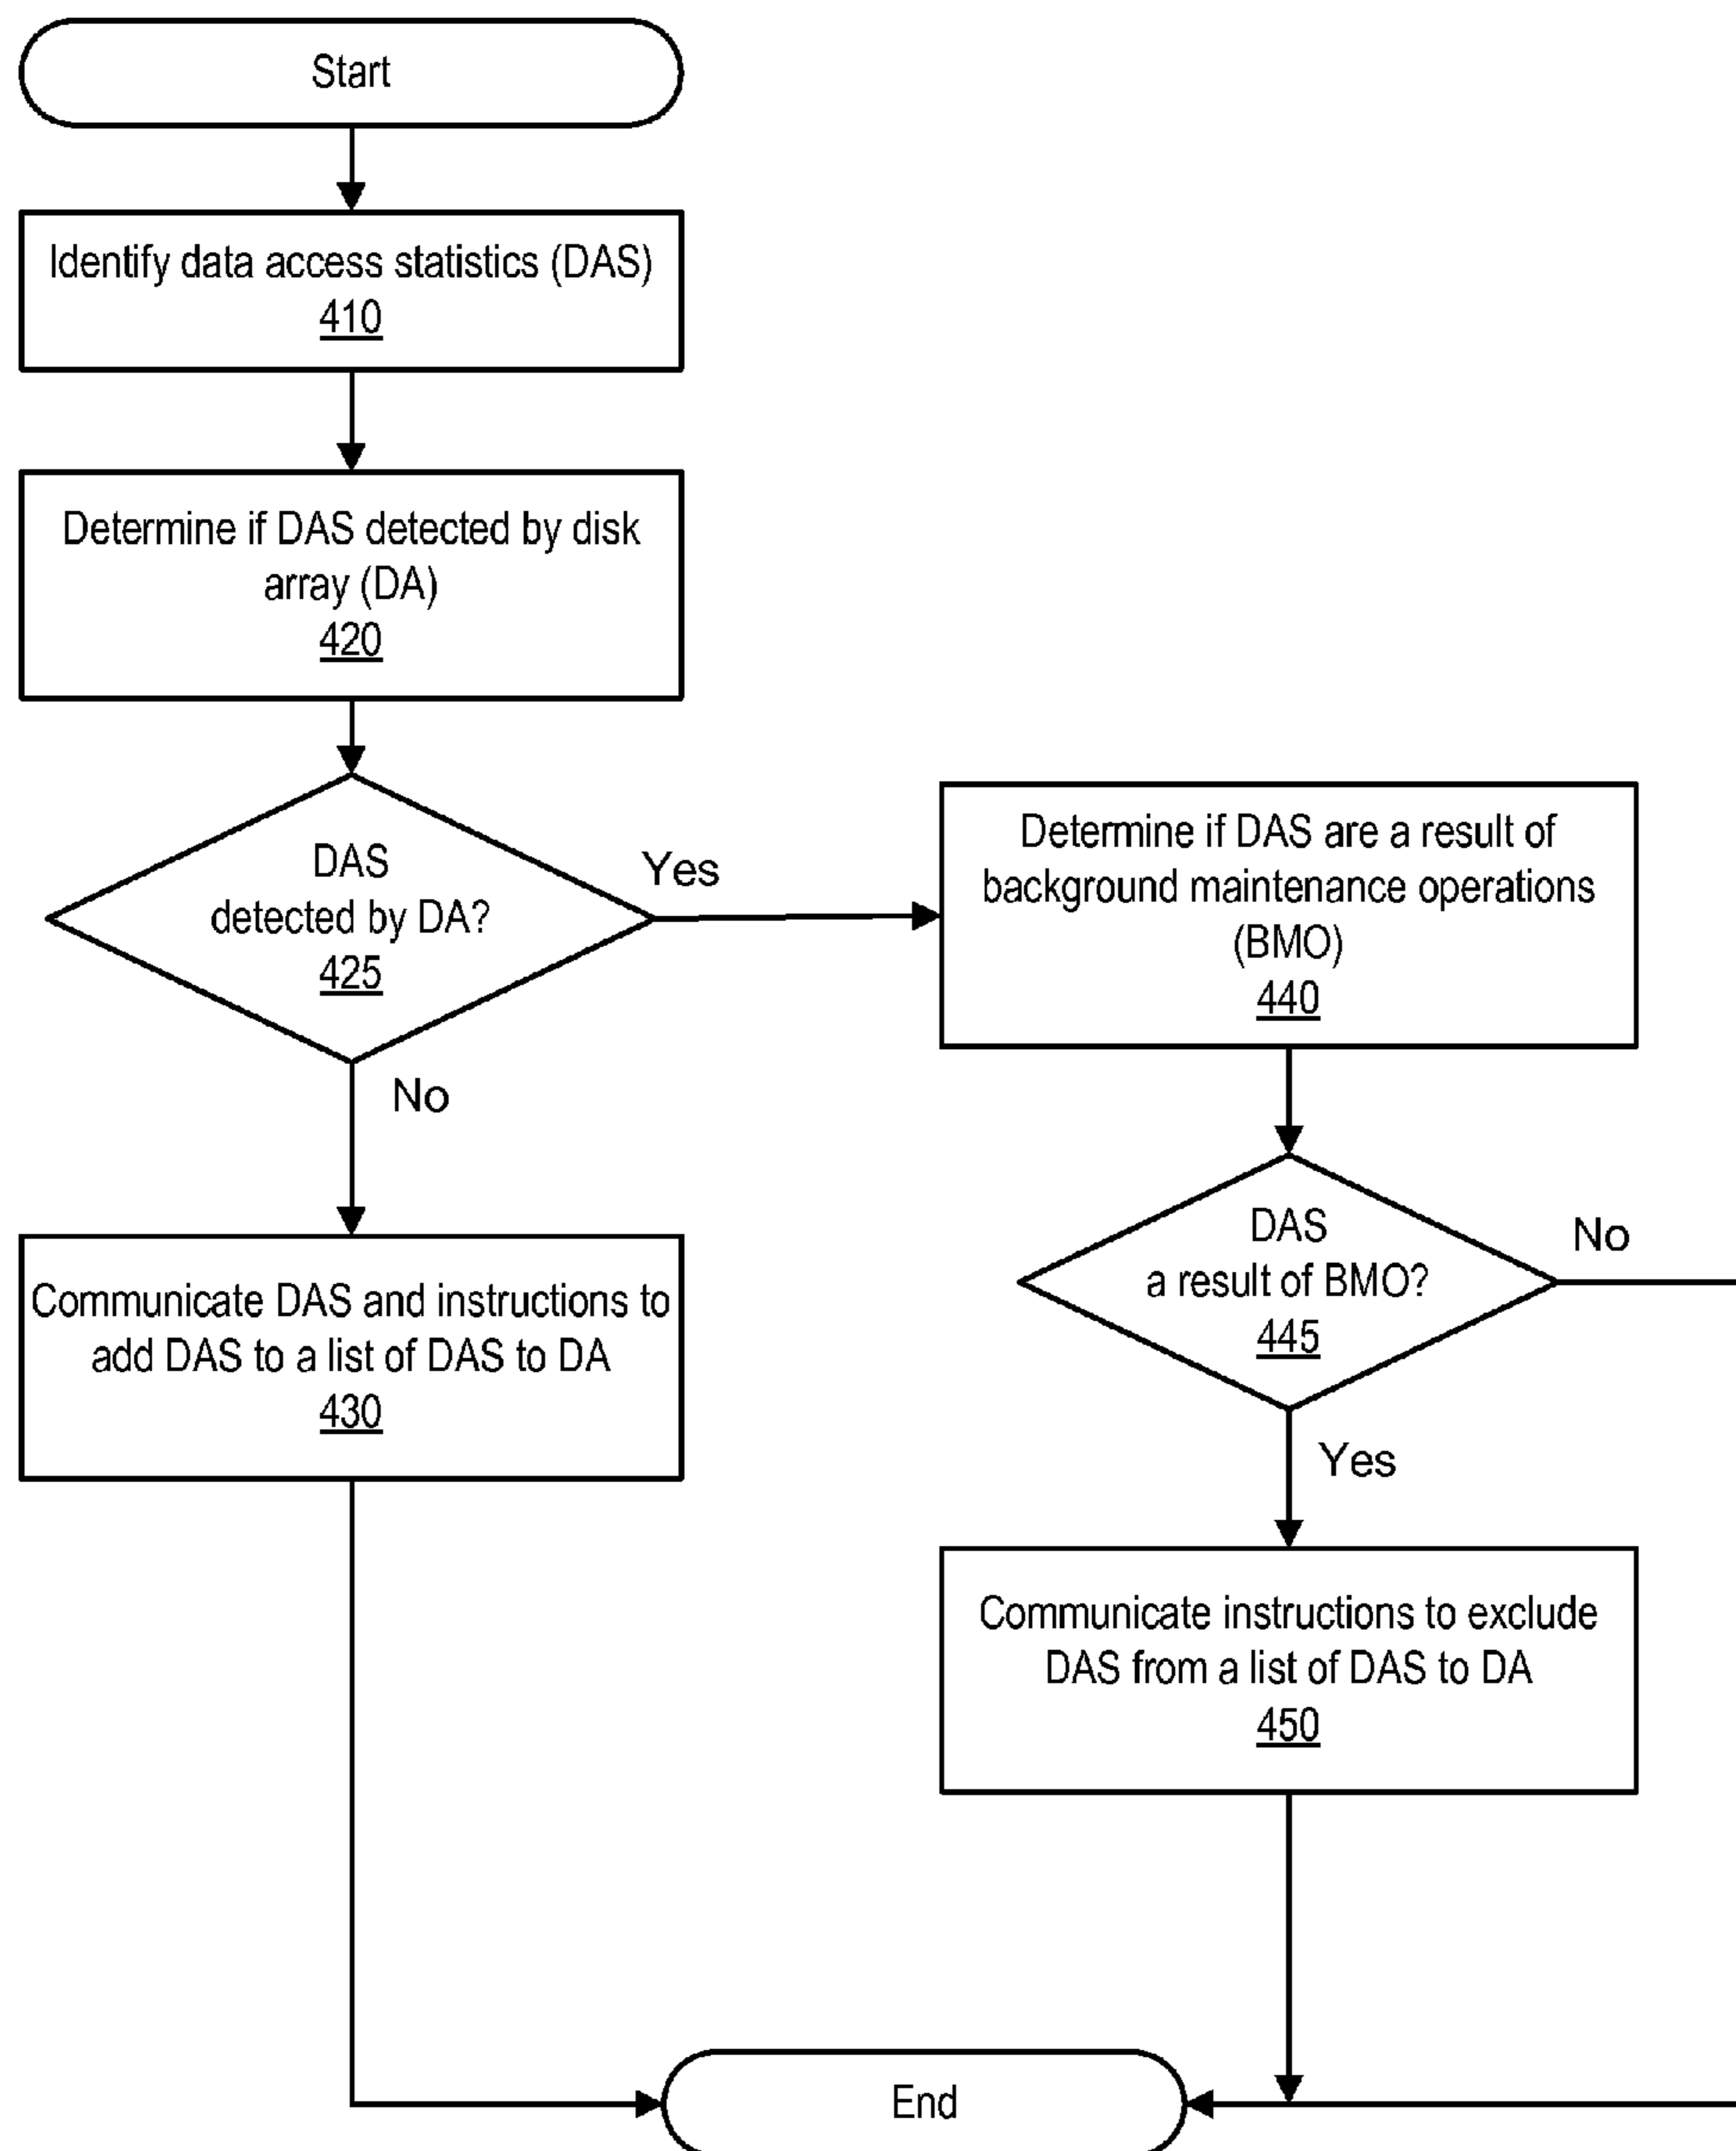 Start
Identify data access statistics (DAS)
410
Determine if DAS detected by disk
array (DA)
420
DAS
detected by DA?
425
Yes
No
Determine if DAS are a result of
background maintenance operations
(BMO)
440
DAS
a result of BMO?
445
No
Yes
Communicate DAS and instructions to
add DAS to a list of DAS to DA
430
Communicate instructions to exclude
DAS from a list of DAS to DA
450
End